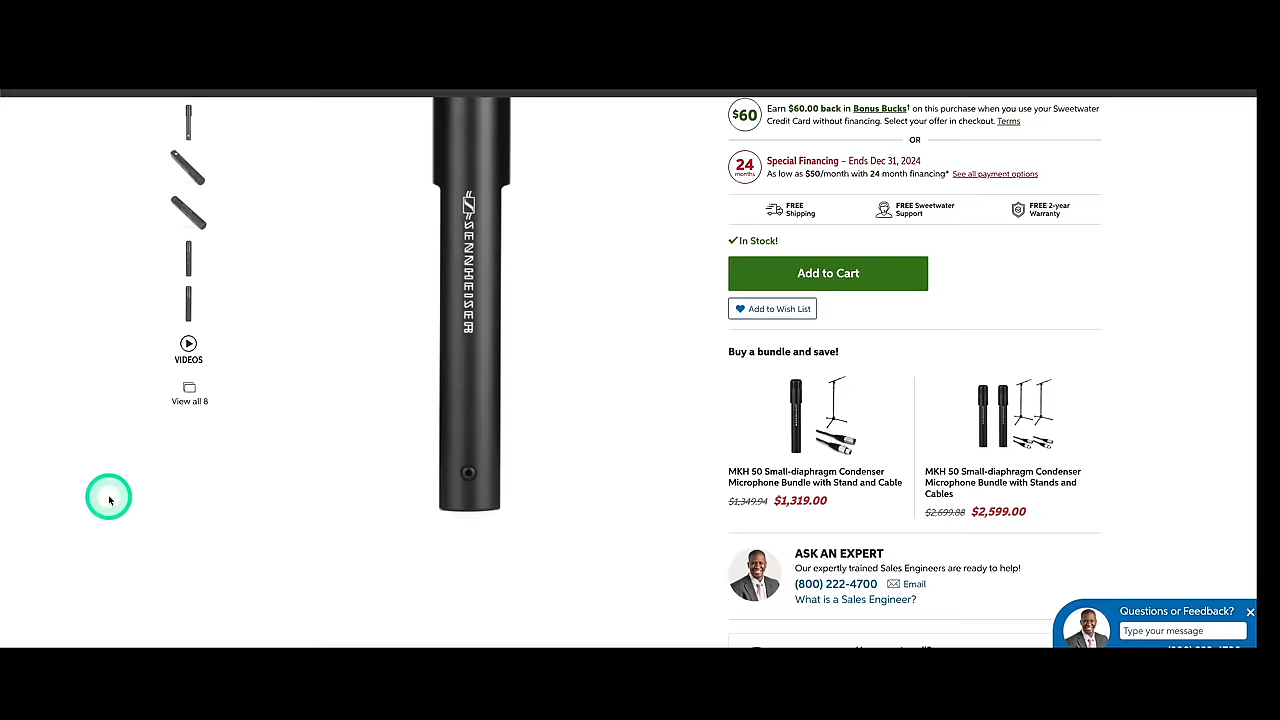 VIDEOS
View all 8
SENNHEISER
$60
Earn $60.00 back in Bonus Bucks† on this purchase when you use your Sweetwater
Credit Card without financing. Select your offer in checkout. Terms
OR
24
months
Special Financing – Ends Dec 31, 2024
As low as $50/month with 24 month financing* See all payment options
FREE
Shipping
FREE Sweetwater
Support
FREE 2-year
Warranty
In Stock!
Add to Cart
Add to Wish List
Buy a bundle and save!
MKH 50 Small-diaphragm Condenser
Microphone Bundle with Stand and Cable
$1,349.94 $1,319.00
MKH 50 Small-diaphragm Condenser
Microphone Bundle with Stands and
Cables
$2,699.88 $2,599.00
ASK AN EXPERT
Our expertly trained Sales Engineers are ready to help!
(800) 222-4700 Email
What is a Sales Engineer?
Questions or Feedback?
Type your message